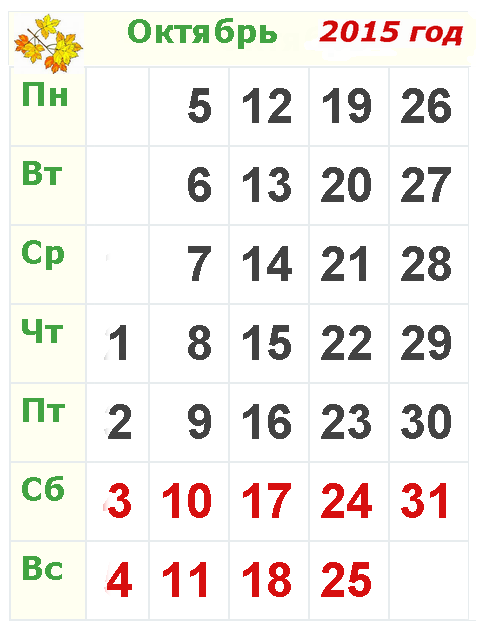 Октябрь 2015 год
Пн 5 12 19 26
Вт 6 13 20 27
Ср 7 14 21 28
Чт 1 8 15 22 29
Пт 2 9 16 23 30
Сб 3 10 17 24 31
Вс 4 11 18 25